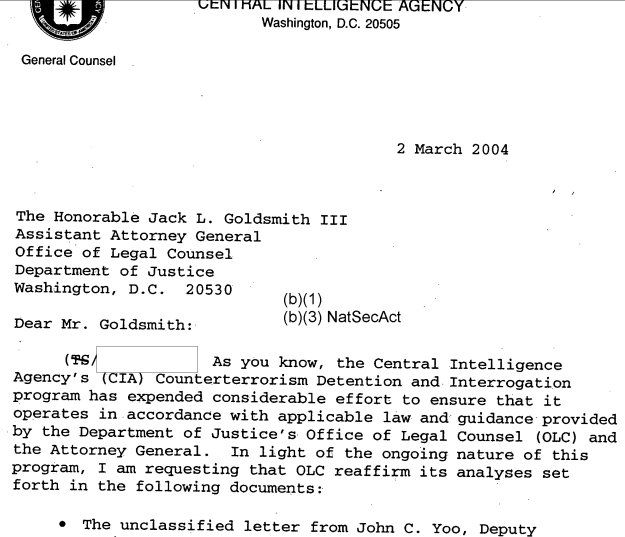 CENTRAL INTELLIGENCE AGENCY
Washington, D.C. 20505
General Counsel
2 March 2004
The Honorable Jack L. Goldsmith III
Assistant Attorney General
Office of Legal Counsel
Department of Justice
Washington, D.C. 20530
(b)(1)
(b)(3) NatSecAct
Dear Mr. Goldsmith:
(TS/ As you know, the Central Intelligence
Agency's (CIA) Counterterrorism Detention and Interrogation
program has expended considerable effort to ensure that it
operates in accordance with applicable law and guidance provided
by the Department of Justice's Office of Legal Counsel (OLC) and
the Attorney General. In light of the ongoing nature of this
program, I am requesting that OLC reaffirm its analyses set
forth in the following documents:
• The unclassified letter from John C. Yoo, Deputy